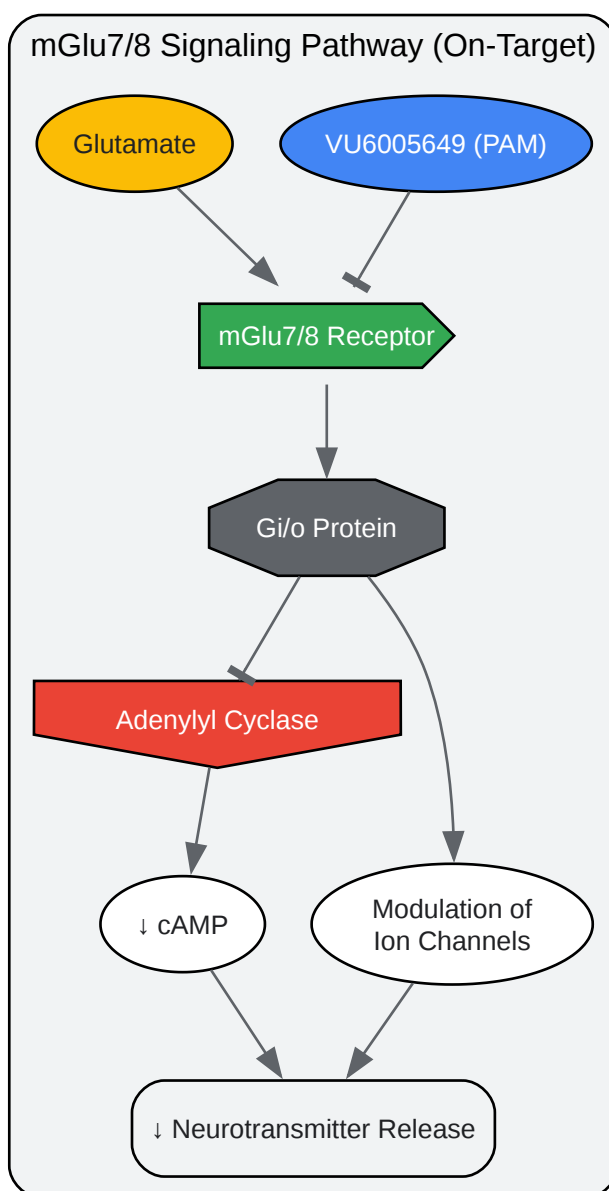 mGlu7/8 Signaling Pathway (On-Target)
Glutamate
VU6005649 (PAM)
mGlu7/8 Receptor
Gi/o Protein
Adenylyl Cyclase
↓ cAMP
Modulation of
Ion Channels
↓ Neurotransmitter Release